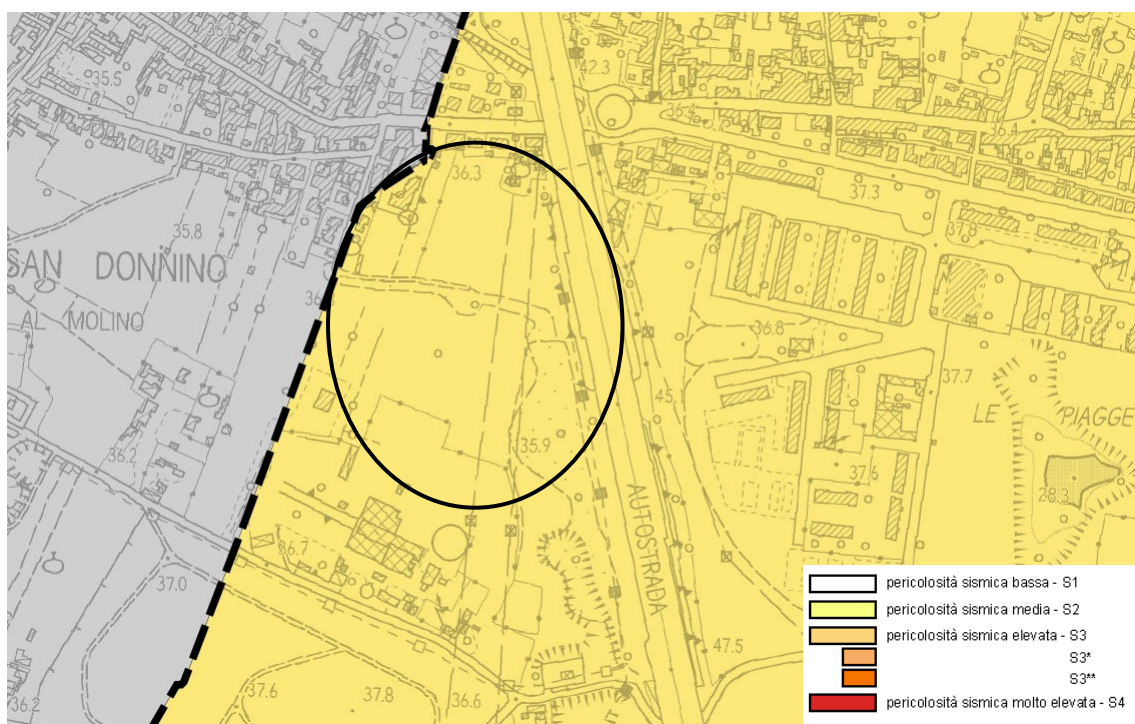 35.5
42.3
36.4
36.4
36.3
37.3
35.8
37.8
SAN DONNINO
AL MOLINO
36.8
45
37.7
LE PIAGGE
35.9
36.2
37.6
28.3
AUTOSTRADA
36.7
37.0
47.5
37.6
37.8
36.6
36.2
pericolosità sismica bassa - S1
pericolosità sismica media - S2
pericolosità sismica elevata - S3
S3*
S3**
pericolosità sismica molto elevata - S4